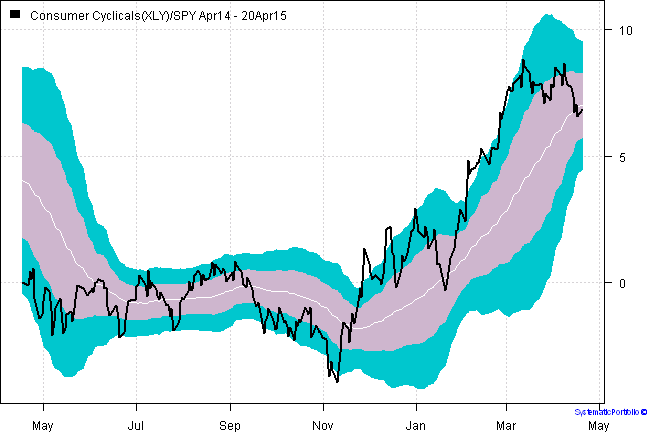 Consumer Cyclicals(XLY)/SPY Apr14 - 20Apr15
10
5
0
May Jul Sep Nov Jan Mar May
SystematicPortfolio ©